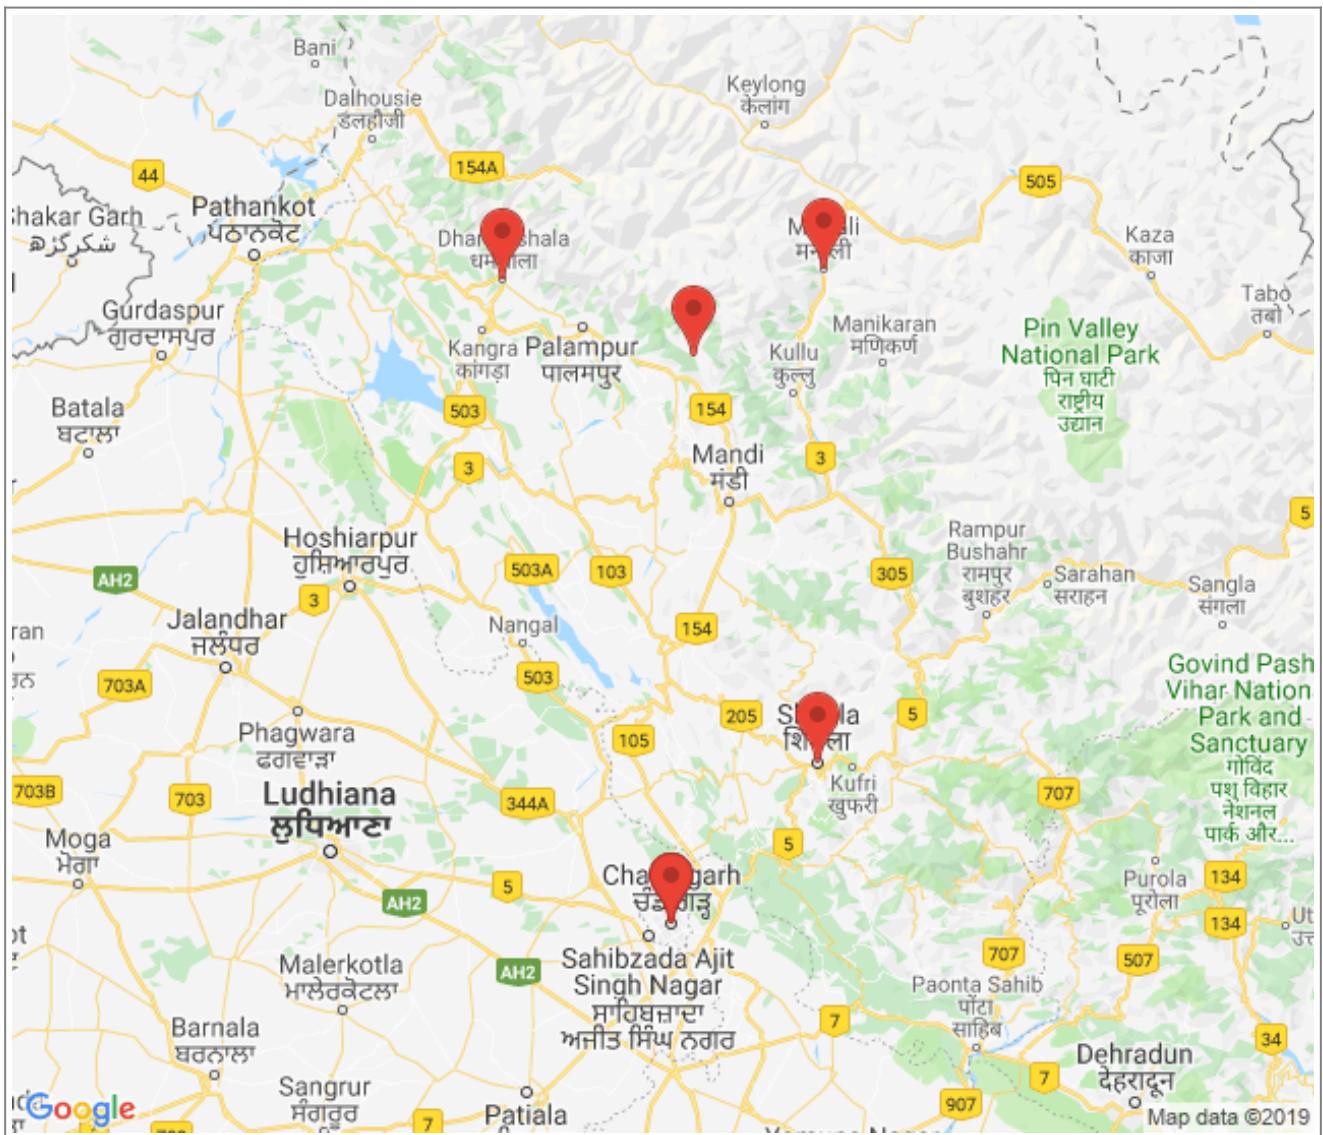 Bani
Keylong
केलांग
Dalhousie
डलहौजी
154A
44
505
Pathankot
ਪਠਾਨਕੋਟ
Shakar Garh
شکرگڑھ
Kaza
काजा
Gurdaspur
ਗੁਰਦਾਸਪੁਰ
Tabo
तबो
Kangra
कांगड़ा
Palampur
पालमपुर
Manikaran
मणिकर्ण
Kullu
कुल्लु
Pin Valley
National Park
पिन घाटी
राष्ट्रीय
उद्यान
Batala
ਬਟਾਲਾ
503
154
3
3
Mandi
मंडी
5
Hoshiarpur
ਹੁਸ਼ਿਆਰਪੁਰ
Rampur
Bushahr
रामपुर
बुशहर
Sarahan
सराहन
Sangla
संगला
AH2
503A
103
305
3
Jalandhar
ਜਲੰਧਰ
Nangal
154
703A
503
Govind Pash
Vihar Nation
Park and
Sanctuary
गोविंद
पशु विहार
नेशनल
पार्क और...
205
5
105
Phagwara
ਫਗਵਾੜਾ
Kufri
खुफरी
703B
703
Ludhiana
ਲੁਧਿਆਣਾ
344A
707
Moga
ਮੋਗਾ
5
5
AH2
134
134
Purola
पुरोला
Sahibzada Ajit
Singh Nagar
ਸਾਹਿਬਜ਼ਾਦਾ
ਅਜੀਤ ਸਿੰਘ ਨਗਰ
Malerkotla
ਮਾਲੇਰਕੋਟਲਾ
AH2
707
507
Paonta Sahib
पोंटा
साहिब
Barnala
ਬਰਨਾਲਾ
7
34
Dehradun
देहरादून
7
Sangrur
ਸੰਗਰੂਰ
907
Patiala
7
Google
Map data ©2019